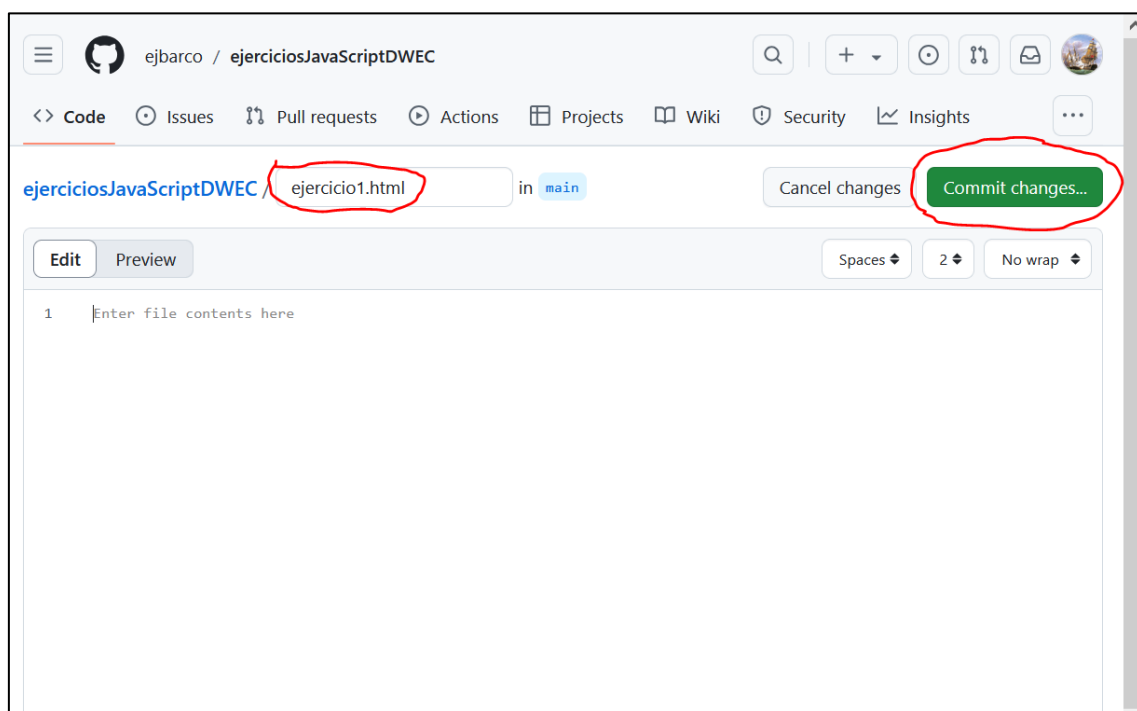 ejbarco / ejerciciosJavaScriptDWEC
Code Issues Pull requests Actions Projects Wiki Security Insights
ejerciciosJavaScriptDWEC / ejercicio1.html in main Cancel changes Commit changes...
Edit Preview Spaces 2 No wrap
1 Enter file contents here